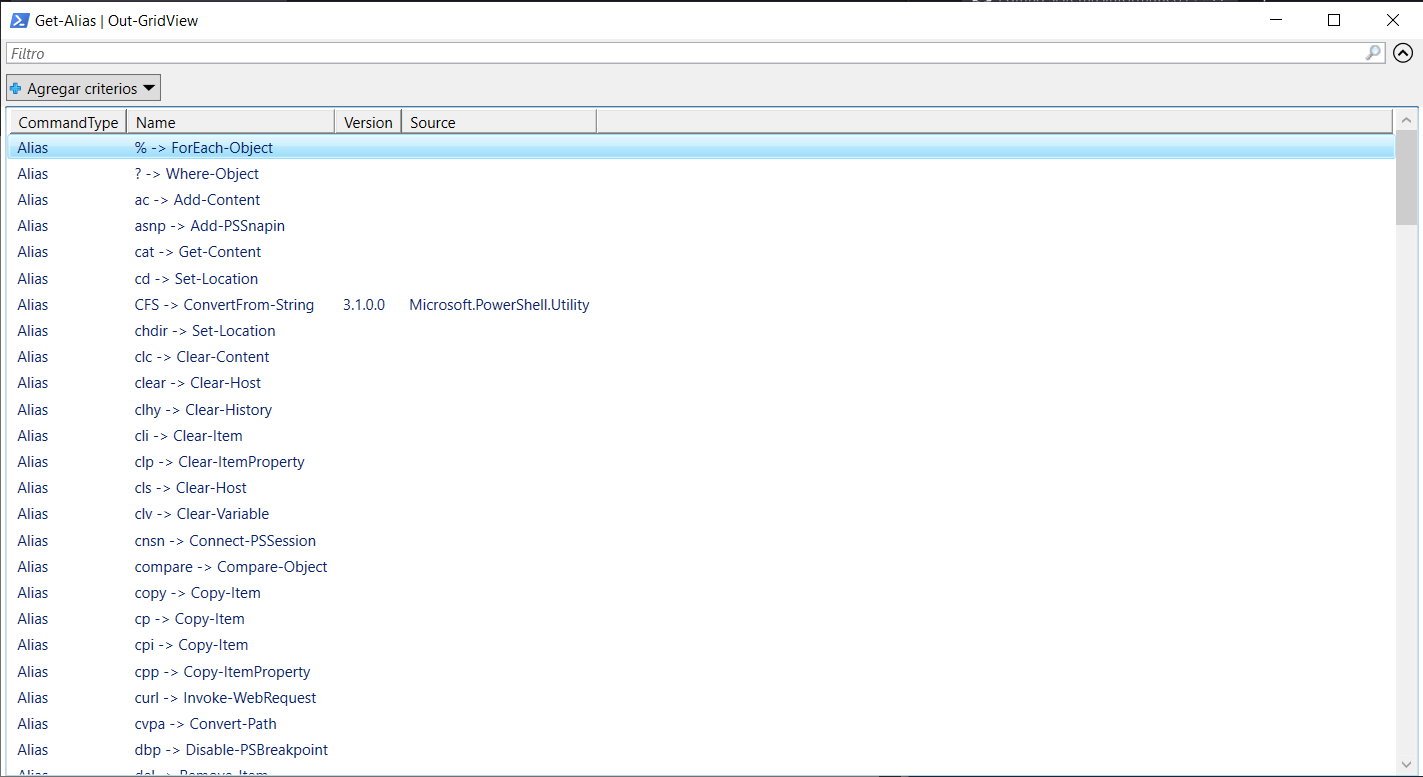 Get-Alias | Out-GridView
Filtro
Agregar criterios
CommandType Name Version Source
Alias % -> ForEach-Object
Alias ? -> Where-Object
Alias ac -> Add-Content
Alias asnp -> Add-PSSnapin
Alias cat -> Get-Content
Alias cd -> Set-Location
Alias CFS -> ConvertFrom-String 3.1.0.0 Microsoft.PowerShell.Utility
Alias chdir -> Set-Location
Alias clc -> Clear-Content
Alias clear -> Clear-Host
Alias clhy -> Clear-History
Alias cli -> Clear-Item
Alias clp -> Clear-ItemProperty
Alias cls -> Clear-Host
Alias clv -> Clear-Variable
Alias cnsn -> Connect-PSSession
Alias compare -> Compare-Object
Alias copy -> Copy-Item
Alias cp -> Copy-Item
Alias cpi -> Copy-Item
Alias cpp -> Copy-ItemProperty
Alias curl -> Invoke-WebRequest
Alias cvpa -> Convert-Path
Alias dbp -> Disable-PSBreakpoint
Alias del -> Remove-Item